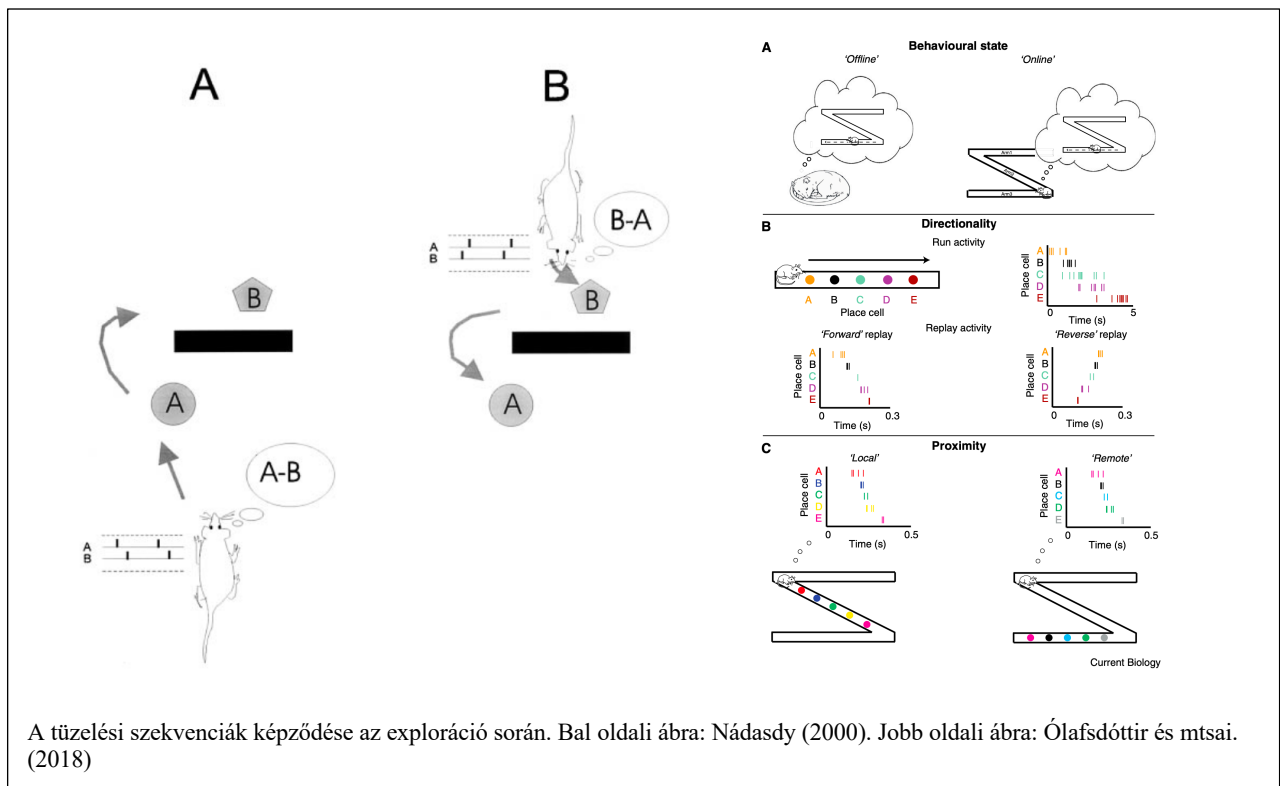 A
B
B-A
A
B
B
B
A
A
A-B
A
B
A
Behavioural state
'Offline'
'Online'
Arm1
Arm3
B
Directionality
Run activity
A B C D E
Place cell
Place cell
A
B
C
D
E
0 5
Time (s)
Replay activity
'Forward' replay
Place cell
A
B
C
D
E
0 0.3
Time (s)
'Reverse' replay
Place cell
A
B
C
D
E
0 0.3
Time (s)
C
Proximity
'Local'
Place cell
A
B
C
D
E
0 0.5
Time (s)
'Remote'
Place cell
A
B
C
D
E
0 0.5
Time (s)
Current Biology
A tüzelési szekvenciák képződése az exploráció során. Bal oldali ábra: Nádasdy (2000). Jobb oldali ábra: Ólafsdóttir és mtsai.
(2018)